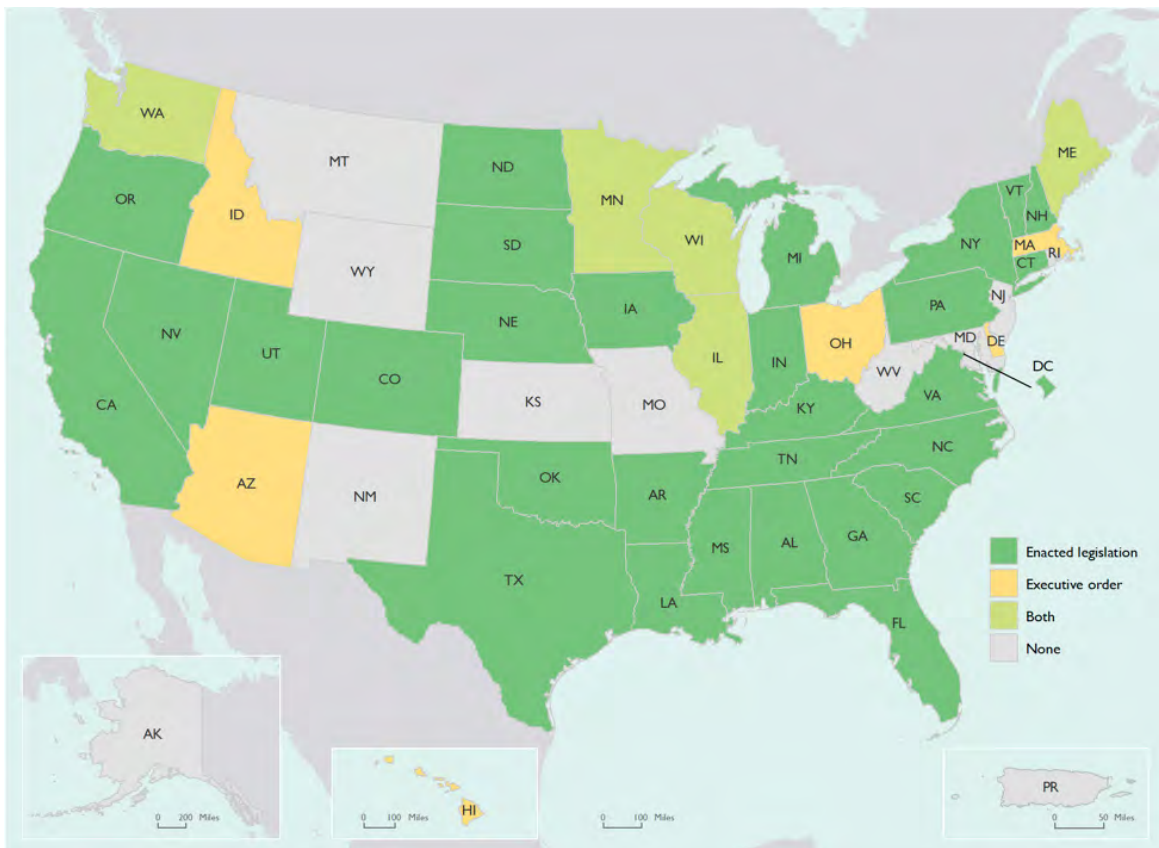 WA
ME
MT
ND
VT
OR
MN
NH
ID
WI
NY
MA
SD
RI
MI
CT
WY
PA
NJ
IA
NE
OH
MD
DE
NV
IN
IL
UT
WV
DC
CO
VA
CA
KS
MO
KY
NC
TN
OK
AZ
AR
SC
NM
MS
AL
GA
Enacted legislation
TX
Executive order
LA
Both
FL
None
AK
PR
HI
0 200 Miles
0 100 Miles
0 100 Miles
0 50 Miles